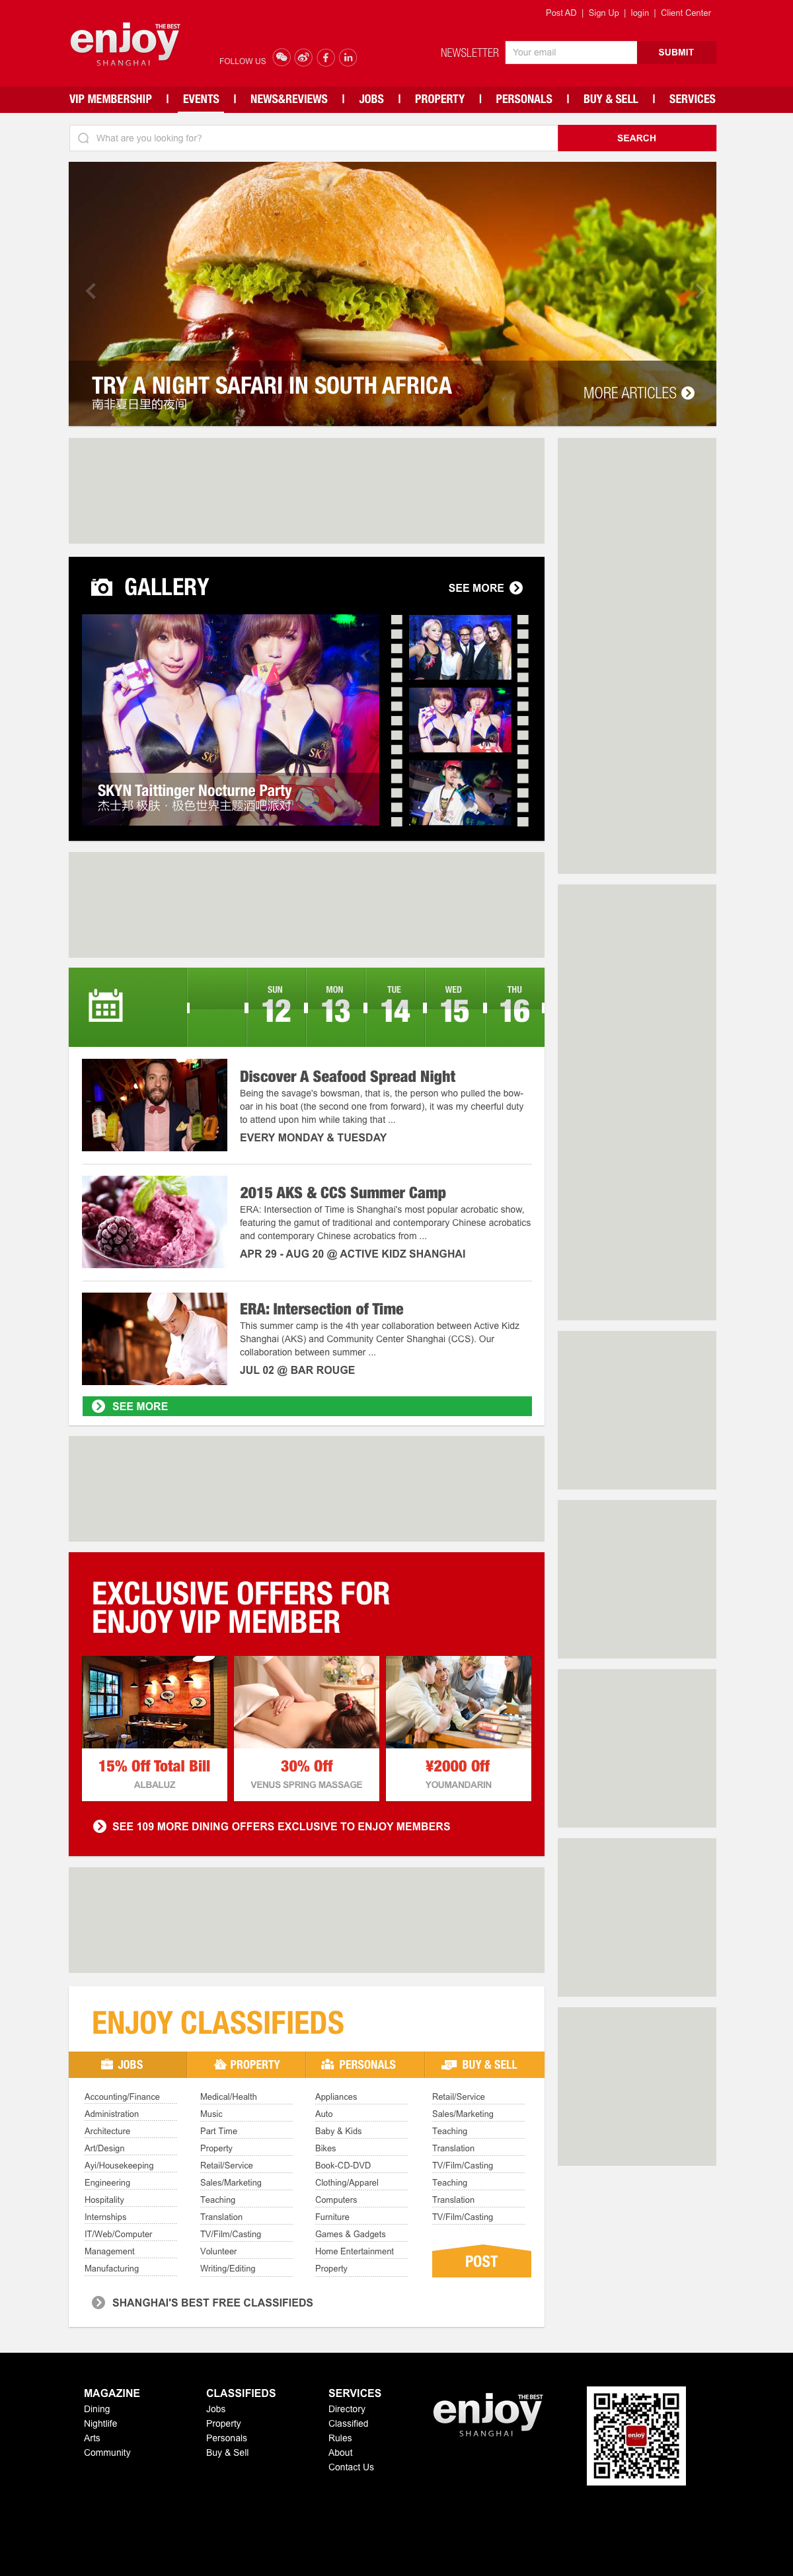 Post AD | Sign Up | login | Client Center
enjoy THE BEST
SHANGHAI
FOLLOW US
NEWSLETTER
Your email
SUBMIT
VIP MEMBERSHIP | EVENTS | NEWS&REVIEWS | JOBS | PROPERTY | PERSONALS | BUY & SELL | SERVICES
What are you looking for?
SEARCH
TRY A NIGHT SAFARI IN SOUTH AFRICA
南非夏日里的夜间
MORE ARTICLES
GALLERY
SEE MORE
SKYN Taittinger Nocturne Party
杰士邦 极肤·极色世界主题酒吧派对
SUN MON TUE WED THU
12 13 14 15 16
Discover A Seafood Spread Night
Being the savage's bowsman, that is, the person who pulled the bow-
oar in his boat (the second one from forward), it was my cheerful duty
to attend upon him while taking that ...
EVERY MONDAY & TUESDAY
2015 AKS & CCS Summer Camp
ERA: Intersection of Time is Shanghai's most popular acrobatic show,
featuring the gamut of traditional and contemporary Chinese acrobatics
and contemporary Chinese acrobatics from ...
APR 29 - AUG 20 @ ACTIVE KIDZ SHANGHAI
ERA: Intersection of Time
This summer camp is the 4th year collaboration between Active Kidz
Shanghai (AKS) and Community Center Shanghai (CCS). Our
collaboration between summer ...
JUL 02 @ BAR ROUGE
SEE MORE
EXCLUSIVE OFFERS FOR
ENJOY VIP MEMBER
15% Off Total Bill
ALBALUZ
30% Off
VENUS SPRING MASSAGE
¥2000 Off
YOUMANDARIN
SEE 109 MORE DINING OFFERS EXCLUSIVE TO ENJOY MEMBERS
ENJOY CLASSIFIEDS
JOBS PROPERTY PERSONALS BUY & SELL
Accounting/Finance
Administration
Architecture
Art/Design
Ayi/Housekeeping
Engineering
Hospitality
Internships
IT/Web/Computer
Management
Manufacturing
Medical/Health
Music
Part Time
Property
Retail/Service
Sales/Marketing
Teaching
Translation
TV/Film/Casting
Volunteer
Writing/Editing
Appliances
Auto
Baby & Kids
Bikes
Book-CD-DVD
Clothing/Apparel
Computers
Furniture
Games & Gadgets
Home Entertainment
Property
Retail/Service
Sales/Marketing
Teaching
Translation
TV/Film/Casting
Teaching
Translation
TV/Film/Casting
POST
SHANGHAI'S BEST FREE CLASSIFIEDS
MAGAZINE
Dining
Nightlife
Arts
Community
CLASSIFIEDS
Jobs
Property
Personals
Buy & Sell
SERVICES
Directory
Classified
Rules
About
Contact Us
enjoy THE BEST
SHANGHAI
enjoy